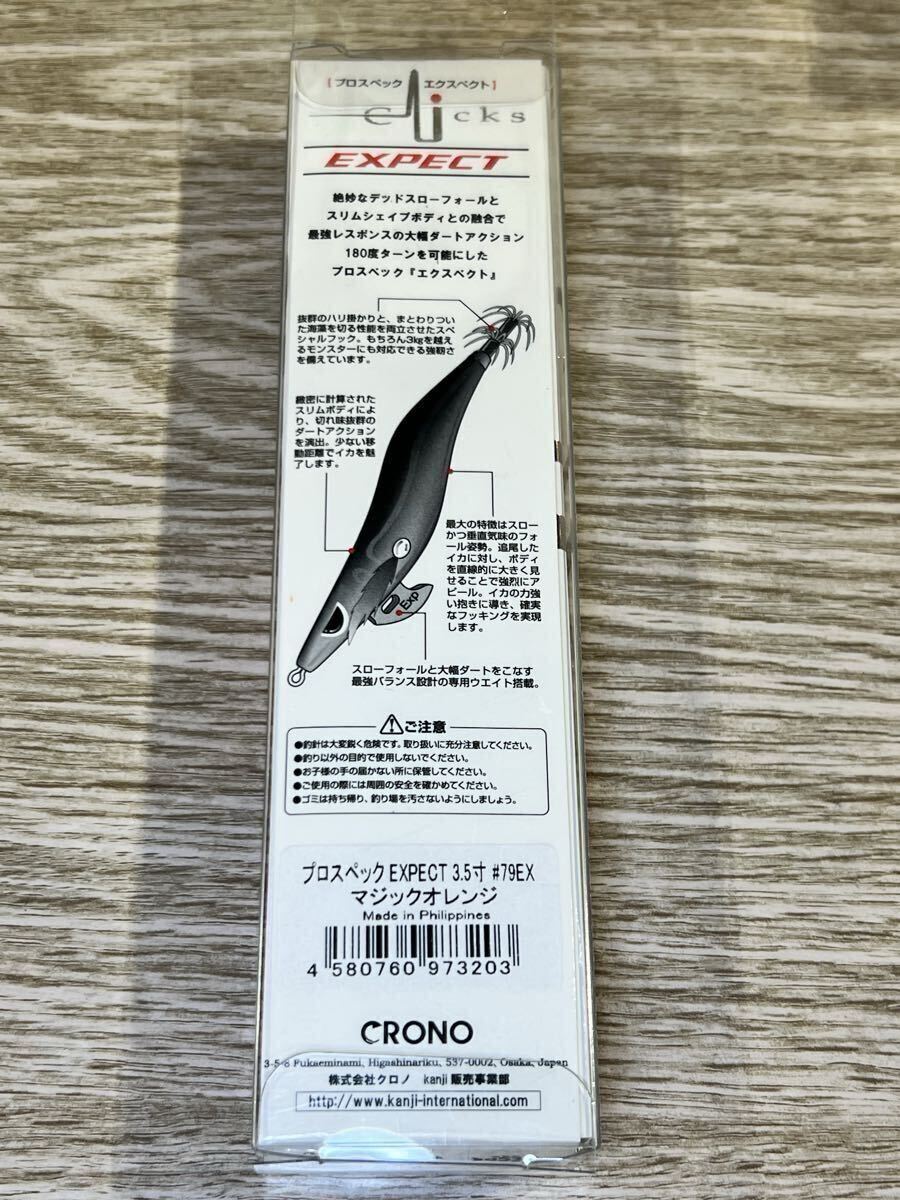 [プロスペック エクスペクト]
Clicks
EXPECT
絶妙なデッドスローフォールと
スリムシェイプボディとの融合で
最強レスポンスの大幅ダートアクション
180度ターンを可能にした
プロスペック『エクスペクト』
抜群のハリ掛かりと、まとわりつい
た海藻を切る性能を両立させたスペ
シャルフック。もちろん3kgを越え
るモンスターにも対応できる強靭さ
を備えています。
緻密に計算された
スリムボディによ
り、切れ味抜群の
ダートアクション
を演出。少ない移
動距離でイカを魅
了します。
最大の特徴はスロー
かつ垂直気味のフォ
ール姿勢。追尾した
イカに対し、ボディ
を直線的に大きく見
せることで強烈にア
ピール。イカの力強
い抱きに導き、確実
なフッキングを実現
します。
Exp
スローフォールと大幅ダートをこなす
最強バランス設計の専用ウエイト搭載。
ご注意
●釣針は大変鋭く危険です。取り扱いに充分注意してください。
●釣り以外の目的で使用しないでください。
●お子様の手の届かない所に保管してください。
●ご使用の際には周囲の安全を確かめてください。
●ゴミは持ち帰り、釣り場を汚さないようにしましょう。
プロスペック EXPECT 3.5寸 #79EX
マジックオレンジ
Made in Philippines
4 580760 973203
CRONO
3-5-8 Fukaeminami, Higashinariku, 537-0002, Osaka, Japan
株式会社クロノ kanji 販売事業部
http://www.kanji-international.com